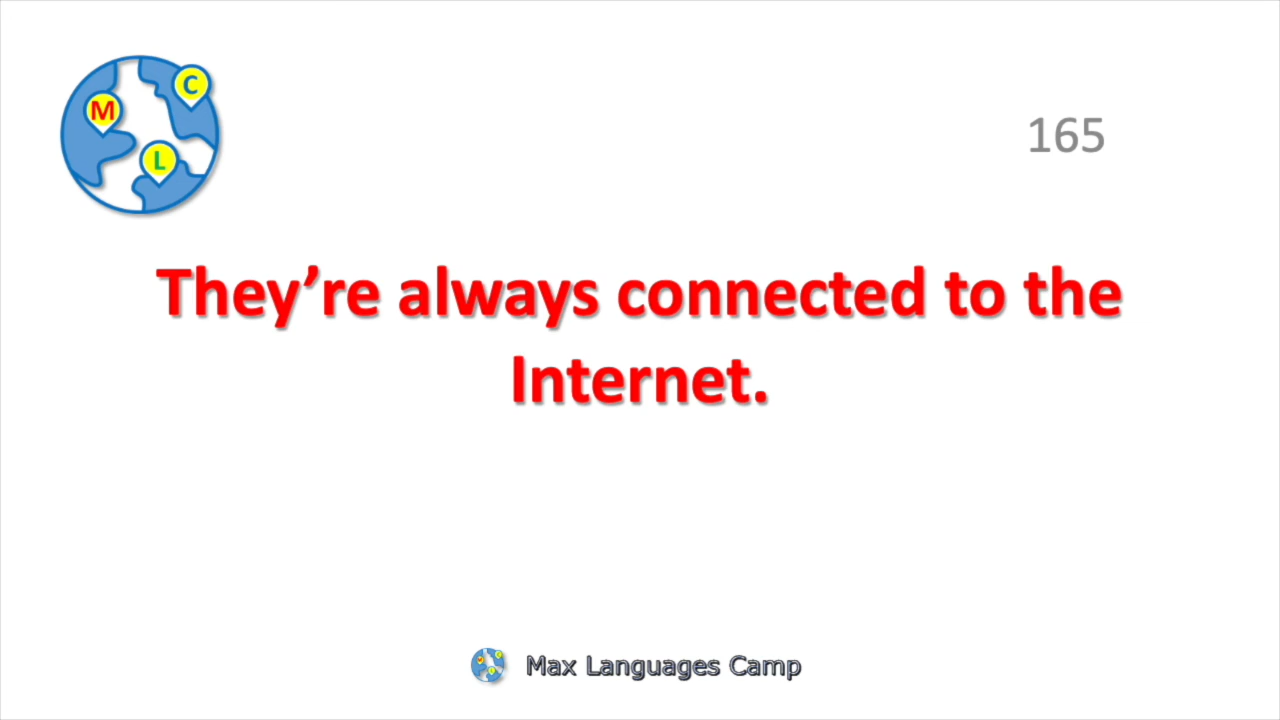 C
M
L
165
They’re always connected to the
Internet.
Max Languages Camp